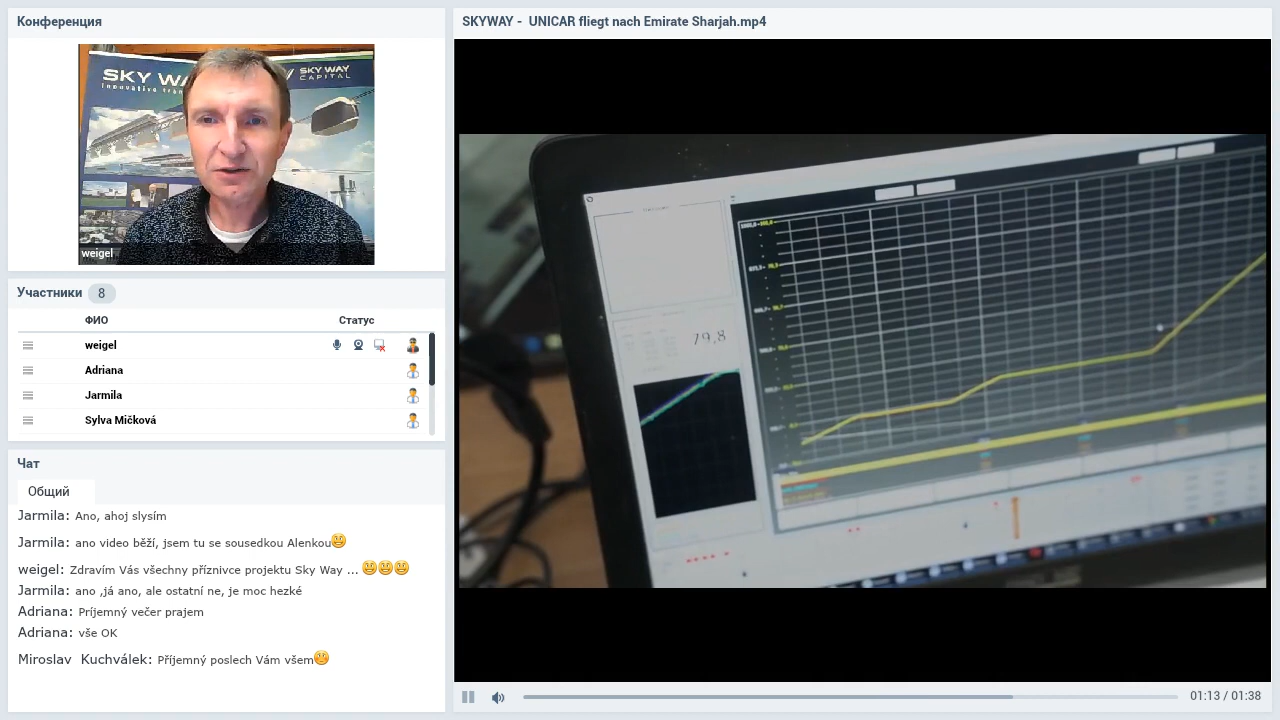 Конференция
SKY WA
SKY WAY
CAPITAL
weigel
Участники 8
ФИО Статус
weigel
Adriana
Jarmila
Sylva Mičková
Чат
Общий
Jarmila: Ano, ahoj slysím
Jarmila: ano video běží, jsem tu se sousedkou Alenkou
weigel: Zdravím Vás všechny příznivce projektu Sky Way ...
Jarmila: ano ,já ano, ale ostatní ne, je moc hezké
Adriana: Príjemný večer prajem
Adriana: vše OK
Miroslav Kuchválek: Příjemný poslech Vám všem
SKYWAY - UNICAR fliegt nach Emirate Sharjah.mp4
79,8
01:13 / 01:38